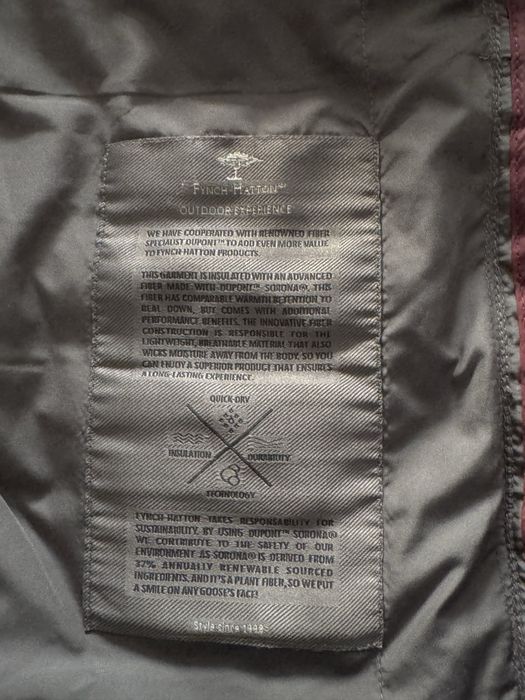 FYNCH-HATTON
OUTDOOR EXPERIENCE
WE HAVE COOPERATED WITH RENOWNED FIBER
SPECIALIST DUPONT™ TO ADD EVEN MORE VALUE
TO FYNCH-HATTON PRODUCTS.
THIS GARMENT IS INSULATED WITH AN ADVANCED
FIBER MADE WITH DUPONT™ SORONA®. THIS
FIBER HAS COMPARABLE WARMTH RETENTION TO
REAL DOWN, BUT COMES WITH ADDITIONAL
PERFORMANCE BENEFITS. THE INNOVATIVE FIBER
CONSTRUCTION IS RESPONSIBLE FOR THE
LIGHTWEIGHT, BREATHABLE MATERIAL THAT ALSO
WICKS MOISTURE AWAY FROM THE BODY, SO YOU
CAN ENJOY A SUPERIOR PRODUCT THAT ENSURES
A LONG-LASTING EXPERIENCE.
QUICK-DRY
INSULATION DURABILITY
TECHNOLOGY
FYNCH-HATTON TAKES RESPONSABILITY FOR
SUSTAINABILITY. BY USING DUPONT™ SORONA®
WE CONTRIBUTE TO THE SAFETY OF OUR
ENVIRONMENT AS SORONA® IS DERIVED FROM
37% ANNUALLY RENEWABLE SOURCED
INGREDIENTS. AND IT'S A PLANT FIBER, SO WE PUT
A SMILE ON ANY GOOSE'S FACE!
Style since 1998